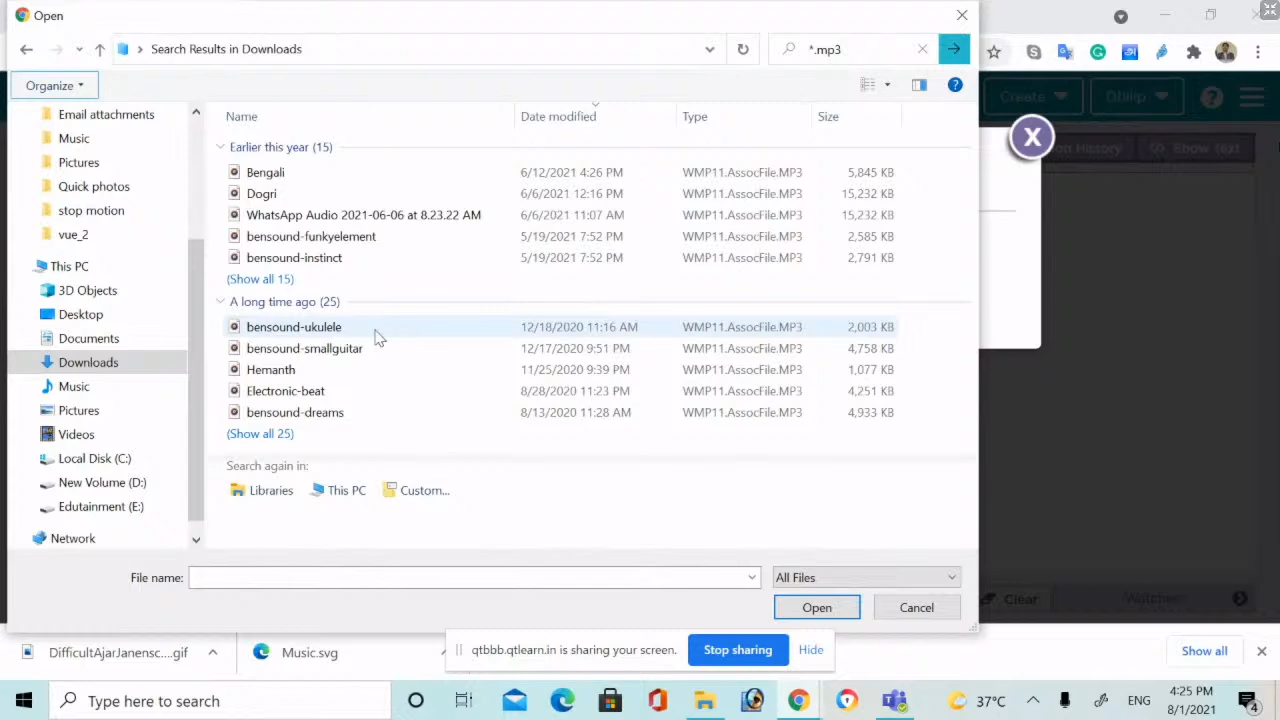 Open
Search Results in Downloads
*.mp3
Organize
Create
Dbilip
Name
Date modified
Type
Size
Email attachments
Music
Pictures
Quick photos
stop motion
vue_2
This PC
3D Objects
Desktop
Documents
Downloads
Music
Pictures
Videos
Local Disk (C:)
New Volume (D:)
Edutainment (E:)
Network
Earlier this year (15)
Bengali 6/12/2021 4:26 PM WMP11.AssocFile.MP3 5,845 KB
Dogri 6/6/2021 12:16 PM WMP11.AssocFile.MP3 15,232 KB
WhatsApp Audio 2021-06-06 at 8.23.22 AM 6/6/2021 11:07 AM WMP11.AssocFile.MP3 15,232 KB
bensound-funkyelement 5/19/2021 7:52 PM WMP11.AssocFile.MP3 2,585 KB
bensound-instinct 5/19/2021 7:52 PM WMP11.AssocFile.MP3 2,791 KB
(Show all 15)
A long time ago (25)
bensound-ukulele 12/18/2020 11:16 AM WMP11.AssocFile.MP3 2,003 KB
bensound-smallguitar 12/17/2020 9:51 PM WMP11.AssocFile.MP3 4,758 KB
Hemanth 11/25/2020 9:39 PM WMP11.AssocFile.MP3 1,077 KB
Electronic-beat 8/28/2020 11:23 PM WMP11.AssocFile.MP3 4,251 KB
bensound-dreams 8/13/2020 11:28 AM WMP11.AssocFile.MP3 4,933 KB
(Show all 25)
Search again in:
Libraries This PC Custom...
X
History
Show
File name:
All Files
Open Cancel
Clear
Watches
DifficultAjarJanensc....gif
Music.svg
qtbbb.qtlearn.in is sharing your screen. Stop sharing Hide
Show all
Type here to search
37°C
ENG
4:25 PM
8/1/2021
4